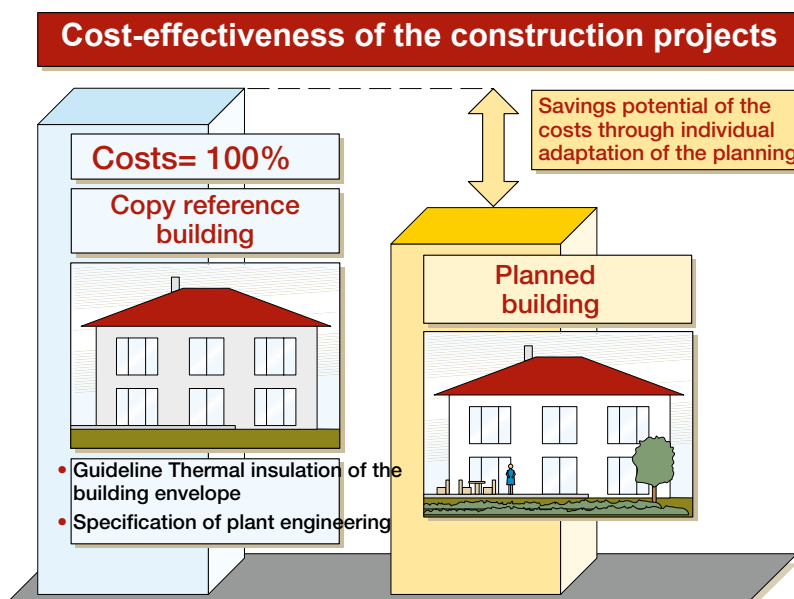 Cost-effectiveness of the construction projects
Savings potential of the
costs through individual
adaptation of the planning
Costs= 100%
Copy reference
building
Planned
building
• Guideline Thermal insulation of the
building envelope
• Specification of plant engineering